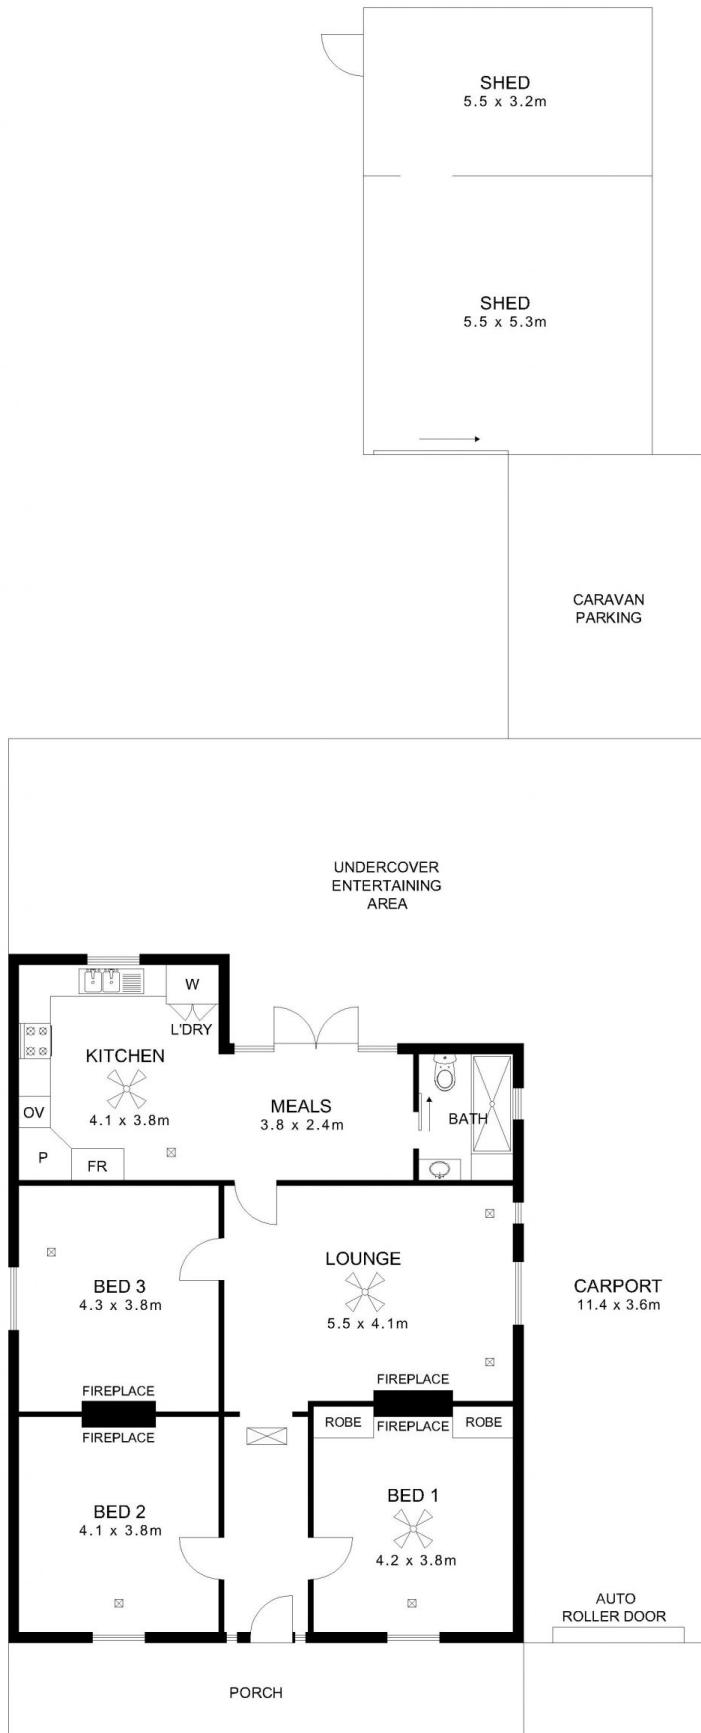 SHED
5.5 x 3.2m
SHED
5.5 x 5.3m
CARAVAN
PARKING
UNDERCOVER
ENTERTAINING
AREA
W
L'DRY
KITCHEN
4.1 x 3.8m
OV
P
FR
MEALS
3.8 x 2.4m
BATH
BED 3
4.3 x 3.8m
LOUNGE
5.5 x 4.1m
CARPORT
11.4 x 3.6m
FIREPLACE
FIREPLACE
FIREPLACE
FIREPLACE
ROBE
ROBE
BED 2
4.1 x 3.8m
BED 1
4.2 x 3.8m
AUTO
ROLLER DOOR
PORCH